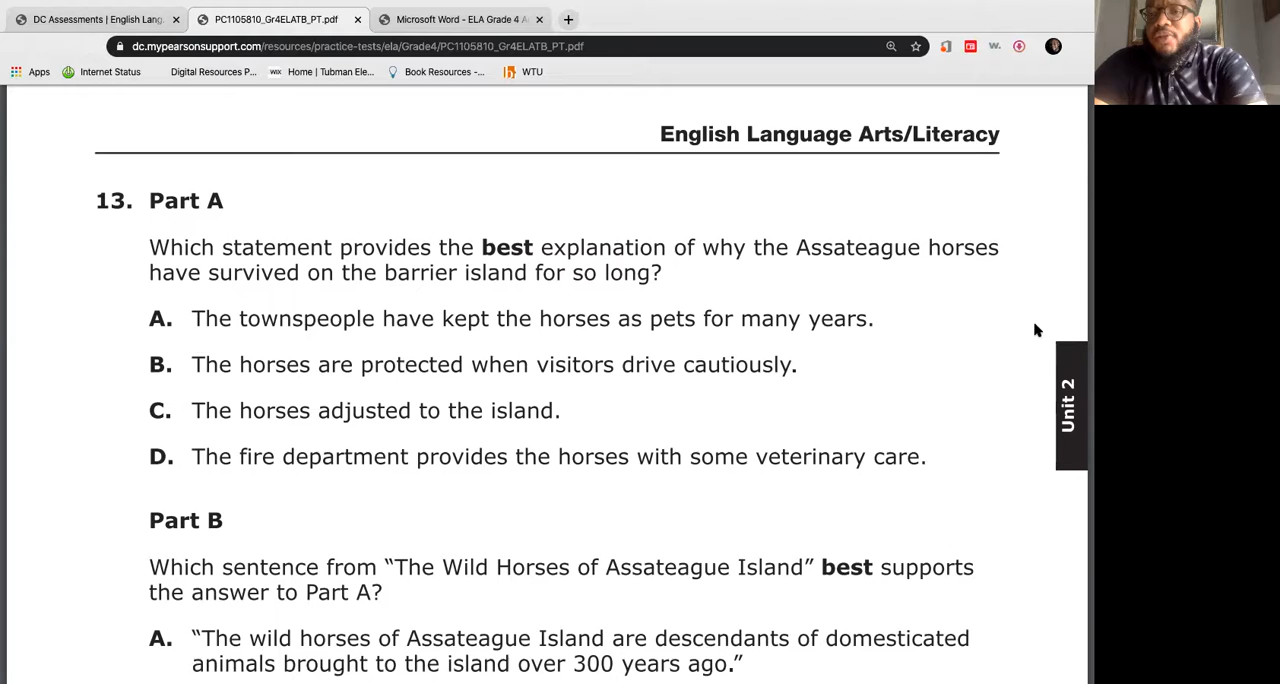 DC Assessments | English Lang
PC1105810_Gr4ELATB_PT.pdf
Microsoft Word - ELA Grade 4 A
dc.mypearsonsupport.com/resources/practice-tests/ela/Grade4/PC1105810_Gr4ELATB_PT.pdf
Apps
Internet Status
Digital Resources P...
WIX
Home | Tubman Ele...
Book Resources -...
WTU
English Language Arts/Literacy
13. Part A
Which statement provides the best explanation of why the Assateague horses
have survived on the barrier island for so long?
A. The townspeople have kept the horses as pets for many years.
B. The horses are protected when visitors drive cautiously.
C. The horses adjusted to the island.
D. The fire department provides the horses with some veterinary care.
Unit 2
Part B
Which sentence from “The Wild Horses of Assateague Island” best supports
the answer to Part A?
A. “The wild horses of Assateague Island are descendants of domesticated
animals brought to the island over 300 years ago.”